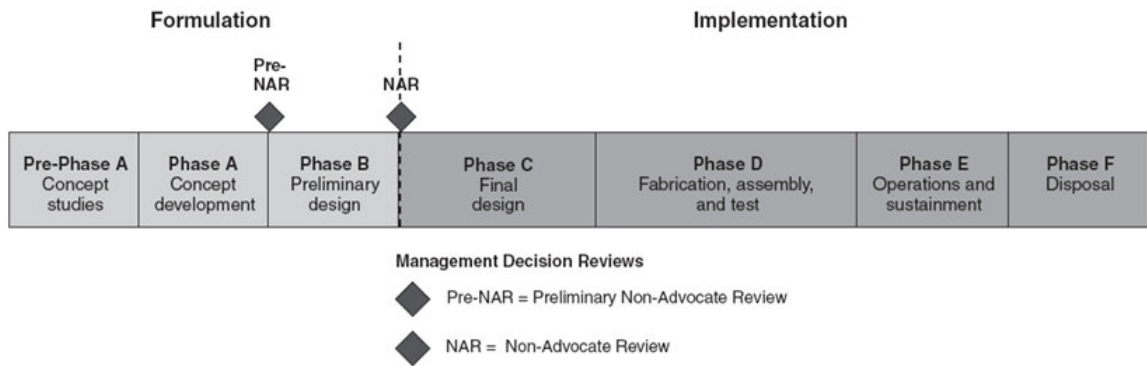 Formulation
Implementation
Pre-
NAR
NAR
Pre-Phase A
Concept
studies
Phase A
Concept
development
Phase B
Preliminary
design
Phase C
Final
design
Phase D
Fabrication, assembly,
and test
Phase E
Operations and
sustainment
Phase F
Disposal
Management Decision Reviews
Pre-NAR = Preliminary Non-Advocate Review
NAR = Non-Advocate Review